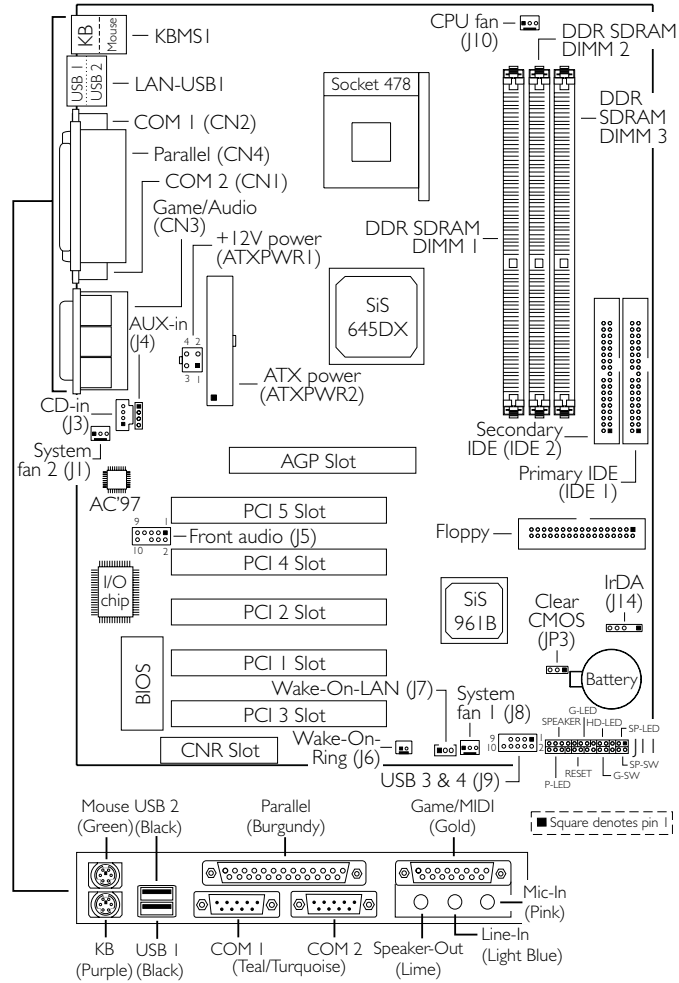 CPU fan
(J10)
DDR SDRAM
DIMM 2
KB
Mouse
KBMS1
USB 1
USB 2
LAN-USB1
Socket 478
DDR
SDRAM
DIMM 3
COM 1 (CN2)
Parallel (CN4)
COM 2 (CN1)
Game/Audio
(CN3)
+12V power
(ATXPWR1)
DDR SDRAM
DIMM 1
SiS
645DX
AUX-in
(J4)
4 2
3 1
ATX power
(ATXPWR2)
CD-in
(J3)
System
fan 2 (J1)
Secondary
IDE (IDE 2)
Primary IDE
(IDE 1)
AGP Slot
AC'97
PCI 5 Slot
9 1
10 2
Front audio (J5)
Floppy
PCI 4 Slot
I/O
chip
SiS
961B
IrDA
(J14)
Clear
CMOS
(JP3)
PCI 2 Slot
BIOS
PCI 1 Slot
Battery
Wake-On-LAN (J7)
System
fan 1 (J8)
PCI 3 Slot
G-LED
SPEAKER
HD-LED
SP-LED
CNR Slot
Wake-On-
Ring (J6)
9 1
10 2
J11
USB 3 & 4 (J9)
P-LED
RESET
G-SW
SP-SW
Square denotes pin 1
Mouse
(Green)
USB 2
(Black)
Parallel
(Burgundy)
Game/MIDI
(Gold)
Mic-In
(Pink)
KB
(Purple)
USB 1
(Black)
COM 1
COM 2
(Teal/Turquoise)
Speaker-Out
(Lime)
Line-In
(Light Blue)